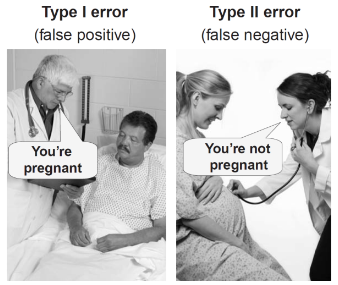 Type I error
(false positive)
You're
pregnant
Type II error
(false negative)
You're not
pregnant